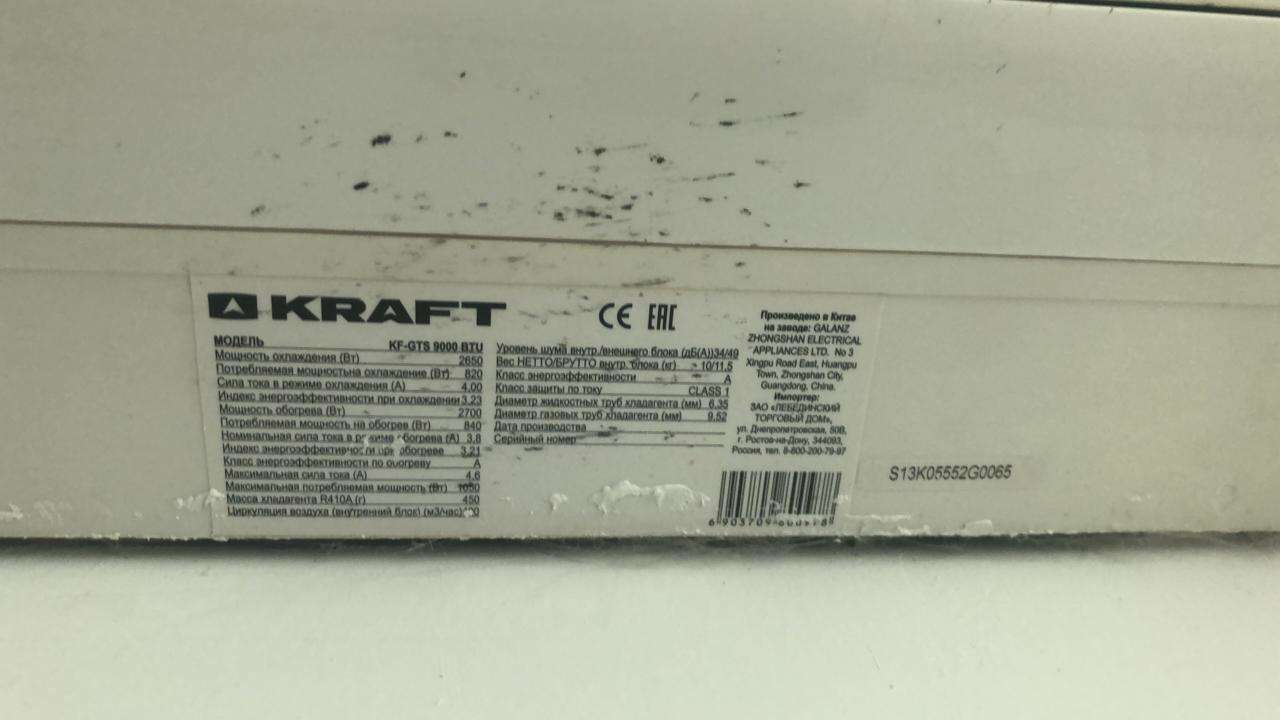 KRAFT
CE EAC
МОДЕЛЬ KF-GTS 9000 BTU
Мощность охлаждения (Вт) 2650
Потребляемая мощностьна охлаждение (Вт) 820
Сила тока в режиме охлаждения (А) 4,00
Индекс энергоэффективности при охлаждении 3,23
Мощность обогрева (Вт) 2700
Потребляемая мощность на обогрев (Вт) 840
Номинальная сила тока в режиме обогрева (А) 3,8
Индекс энергоэффективности при обогреве 3,21
Класс энергоэффективности по обогреву А
Максимальная сила тока (А) 4,6
Максимальная потребляемая мощность (Вт) 1050
Масса хладагента R410A (г) 450
Циркуляция воздуха (внутренний блок) (м3/час)
Уровень шума внутр./внешнего блока (дБ(А))34/49
Вес НЕТТО/БРУТТО внутр. блока (кг) 10/11,5
Класс энергоэффективности А
Класс защиты по току CLASS 1
Диаметр жидкостных труб хладагента (мм) 6,35
Диаметр газовых труб хладагента (мм) 9,52
Дата производства
Серийный номер
Произведено в Китае
на заводе: GALANZ
ZHONGSHAN ELECTRICAL
APPLIANCES LTD. No 3
Xingpu Road East, Huangpu
Town, Zhongshan City,
Guangdong, China.
Импортер:
ЗАО «ЛЕБЕДИНСКИЙ
ТОРГОВЫЙ ДОМ»,
ул. Днепропетровская, 50В,
г. Ростов-на-Дону, 344093,
Россия, тел. 8-800-200-79-97
S13K05552G0065